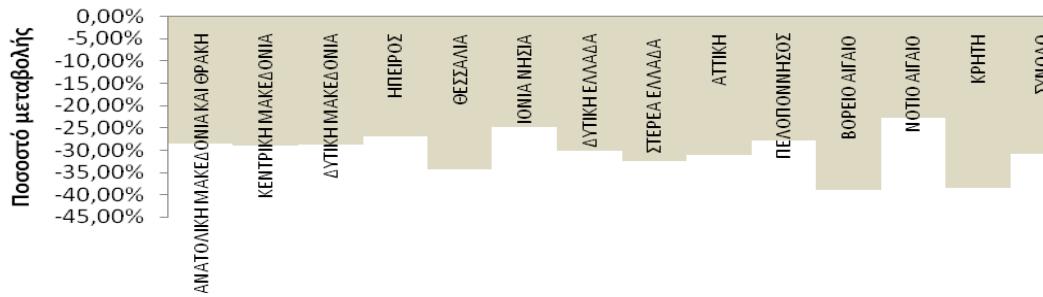 Ποσοστό μεταβολής
0,00%
-5,00%
-10,00%
-15,00%
-20,00%
-25,00%
-30,00%
-35,00%
-40,00%
-45,00%
ΑΝΑΤΟΛΙΚΗ ΜΑΚΕΔΟΝΙΑ ΚΑΙ ΘΡΑΚΗ
ΚΕΝΤΡΙΚΗ ΜΑΚΕΔΟΝΙΑ
ΔΥΤΙΚΗ ΜΑΚΕΔΟΝΙΑ
ΗΠΕΙΡΟΣ
ΘΕΣΣΑΛΙΑ
ΙΟΝΙΑ ΝΗΣΙΑ
ΔΥΤΙΚΗ ΕΛΛΑΔΑ
ΣΤΕΡΕΑ ΕΛΛΑΔΑ
ΑΤΤΙΚΗ
ΠΕΛΟΠΟΝΝΗΣΟΣ
ΒΟΡΕΙΟ ΑΙΓΑΙΟ
ΝΟΤΙΟ ΑΙΓΑΙΟ
ΚΡΗΤΗ
ΣΥΝΟΛΟ